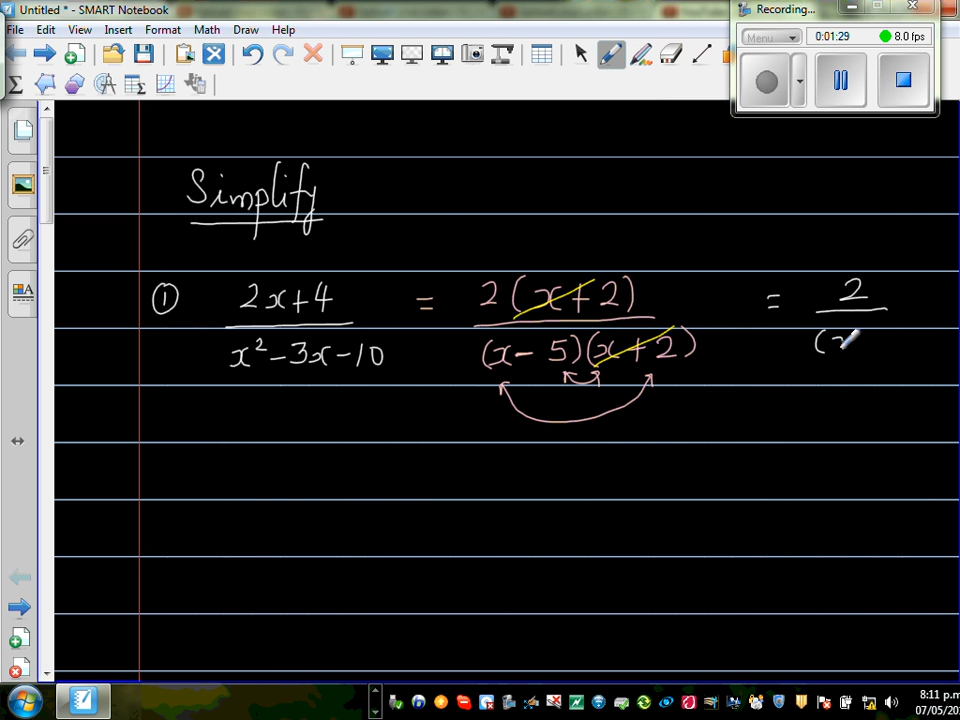 Untitled * - SMART Notebook
Recording...
File Edit View Insert Format Math Draw Help
Menu 0:01:29 8.0 fps
Simplify
① 2x+4 = 2(x+2) = 2
x²-3x-10 (x-5)(x+2) (x
8:11 p.m
07/05/20